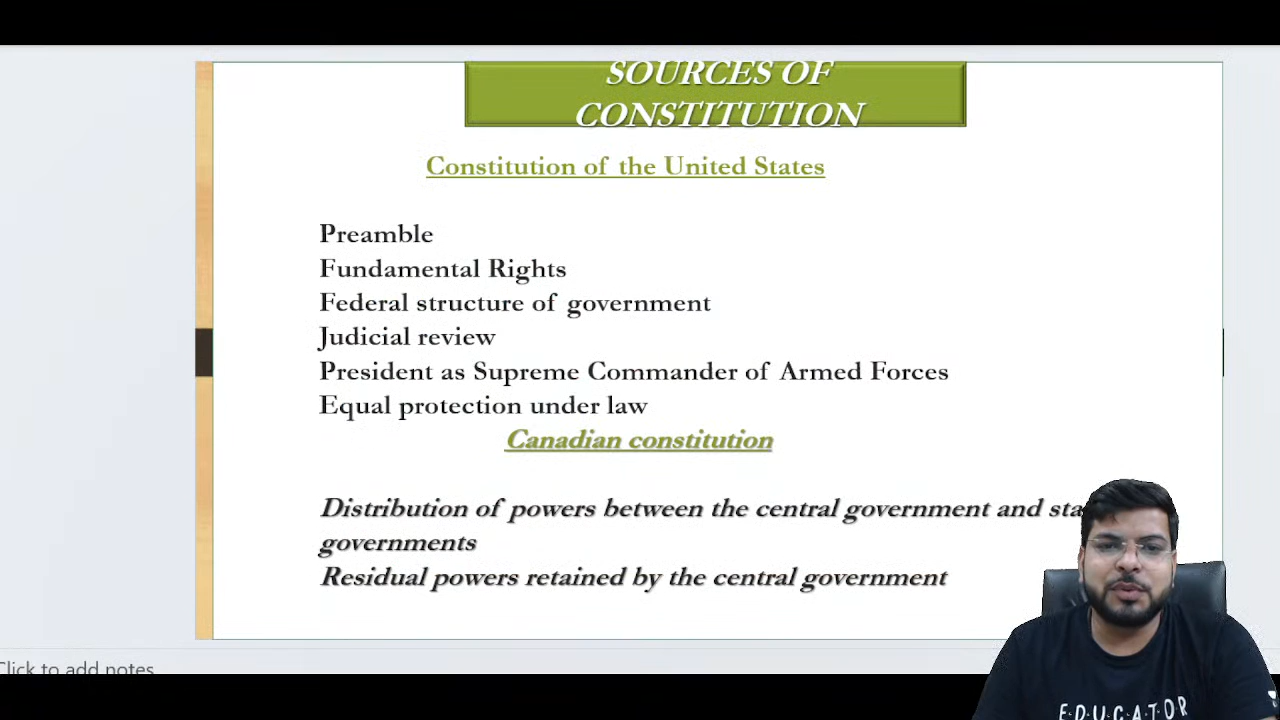 SOURCES OF
CONSTITUTION
Constitution of the United States
Preamble
Fundamental Rights
Federal structure of government
Judicial review
President as Supreme Commander of Armed Forces
Equal protection under law
Canadian constitution
Distribution of powers between the central government and
governments
Residual powers retained by the central government
Click to add notes
E·D·U·C·A·T·O·R